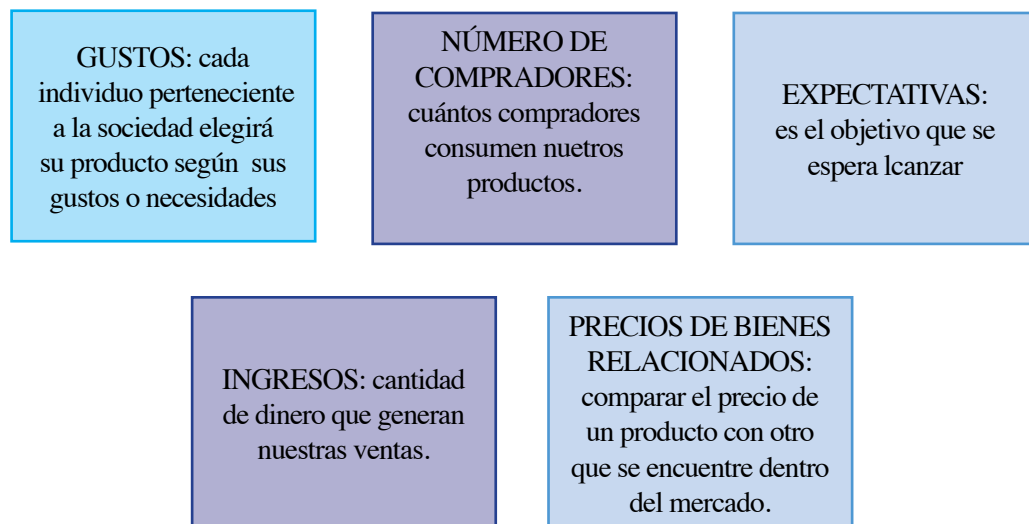 GUSTOS: cada
individuo perteneciente
a la sociedad elegirá
su producto según sus
gustos o necesidades
NÚMERO DE
COMPRADORES:
cuántos compradores
consumen nuetros
productos.
EXPECTATIVAS:
es el objetivo que se
espera lcanzar
INGRESOS: cantidad
de dinero que generan
nuestras ventas.
PRECIOS DE BIENES
RELACIONADOS:
comparar el precio de
un producto con otro
que se encuentre dentro
del mercado.